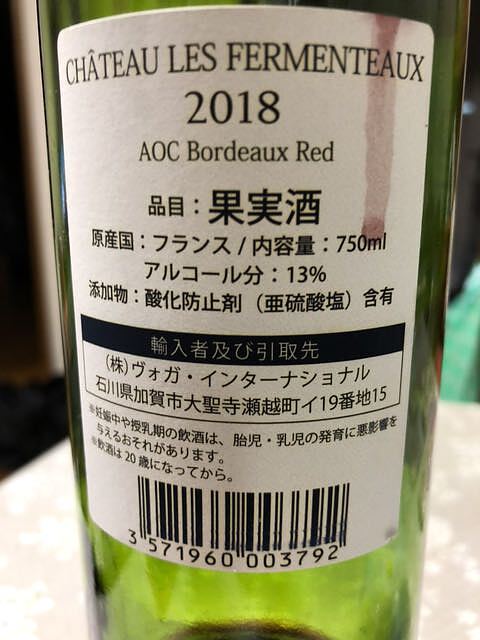 CHÂTEAU LES FERMENTEAUX
2018
AOC Bordeaux Red
品目：果実酒
原産国：フランス / 内容量：750ml
アルコール分：13%
添加物：酸化防止剤（亜硫酸塩）含有
輸入者及び引取先
（株）ヴォガ・インターナショナル
石川県加賀市大聖寺瀬越町イ19番地15
※妊娠中や授乳期の飲酒は、胎児・乳児の発育に悪影響を
与えるおそれがあります。
※飲酒は20歳になってから。
3 571960 003792